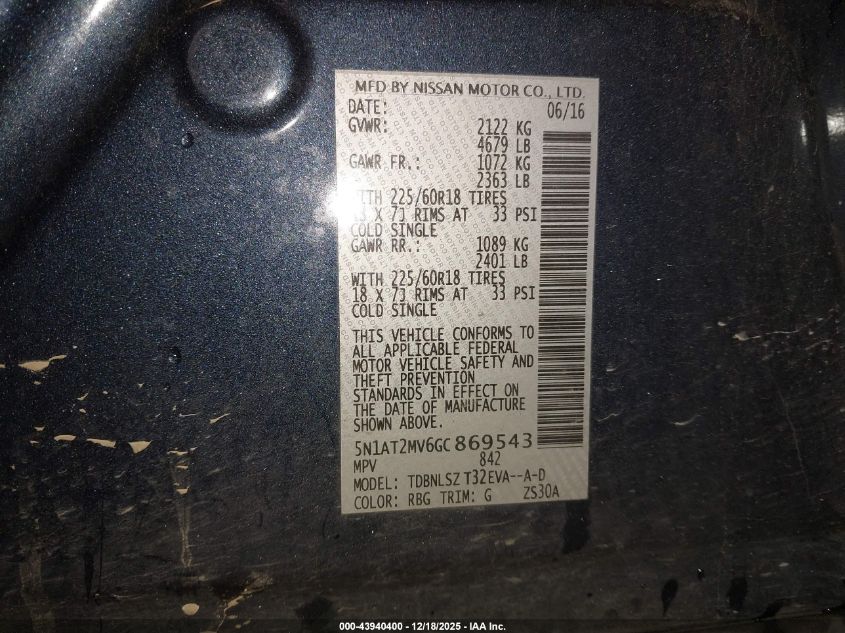 MFD BY NISSAN MOTOR CO., LTD.
DATE: 06/16
GVWR: 2122 KG
4679 LB
GAWR FR.: 1072 KG
2363 LB
WITH 225/60R18 TIRES
18 X 7J RIMS AT 33 PSI
COLD SINGLE
GAWR RR.: 1089 KG
2401 LB
WITH 225/60R18 TIRES
18 X 7J RIMS AT 33 PSI
COLD SINGLE
THIS VEHICLE CONFORMS TO
ALL APPLICABLE FEDERAL
MOTOR VEHICLE SAFETY AND
THEFT PREVENTION
STANDARDS IN EFFECT ON
THE DATE OF MANUFACTURE
SHOWN ABOVE.
5N1AT2MV6GC869543
MPV 842
MODEL: TDBNLSZ T32EVA--A-D
COLOR: RBG TRIM: G ZS30A
000-43940400 - 12/18/2025 - IAA Inc.